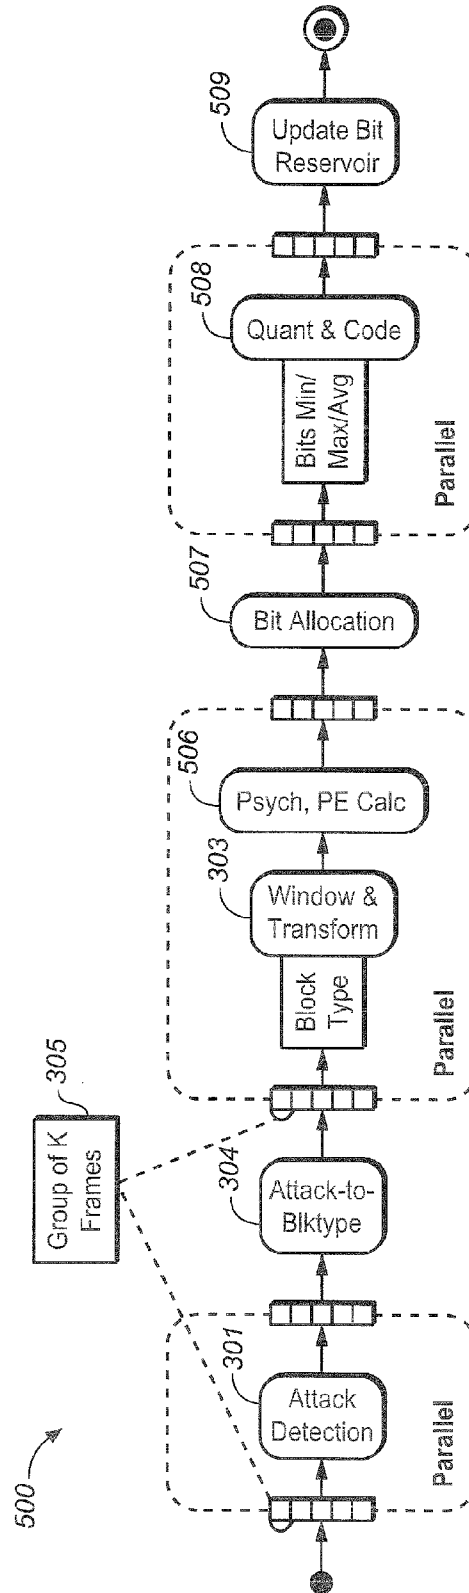 500
Group of K
Frames
305
301
Attack
Detection
Parallel
304
Attack-to-
Blktype
Block
Type
303
Window &
Transform
506
Psych, PE Calc
Parallel
507
Bit Allocation
Bits Min/
Max/Avg
508
Quant & Code
Parallel
509
Update Bit
Reservoir